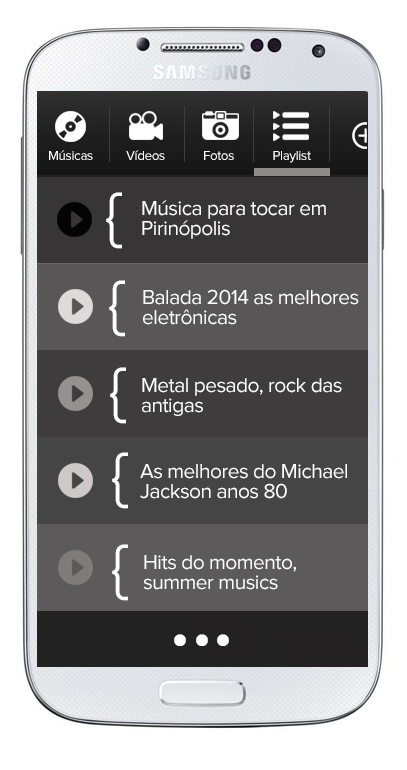 SAMSUNG
Músicas
Vídeos
Fotos
Playlist
Música para tocar em
Pirinópolis
Balada 2014 as melhores
eletrônicas
Metal pesado, rock das
antigas
As melhores do Michael
Jackson anos 80
Hits do momento,
summer musics